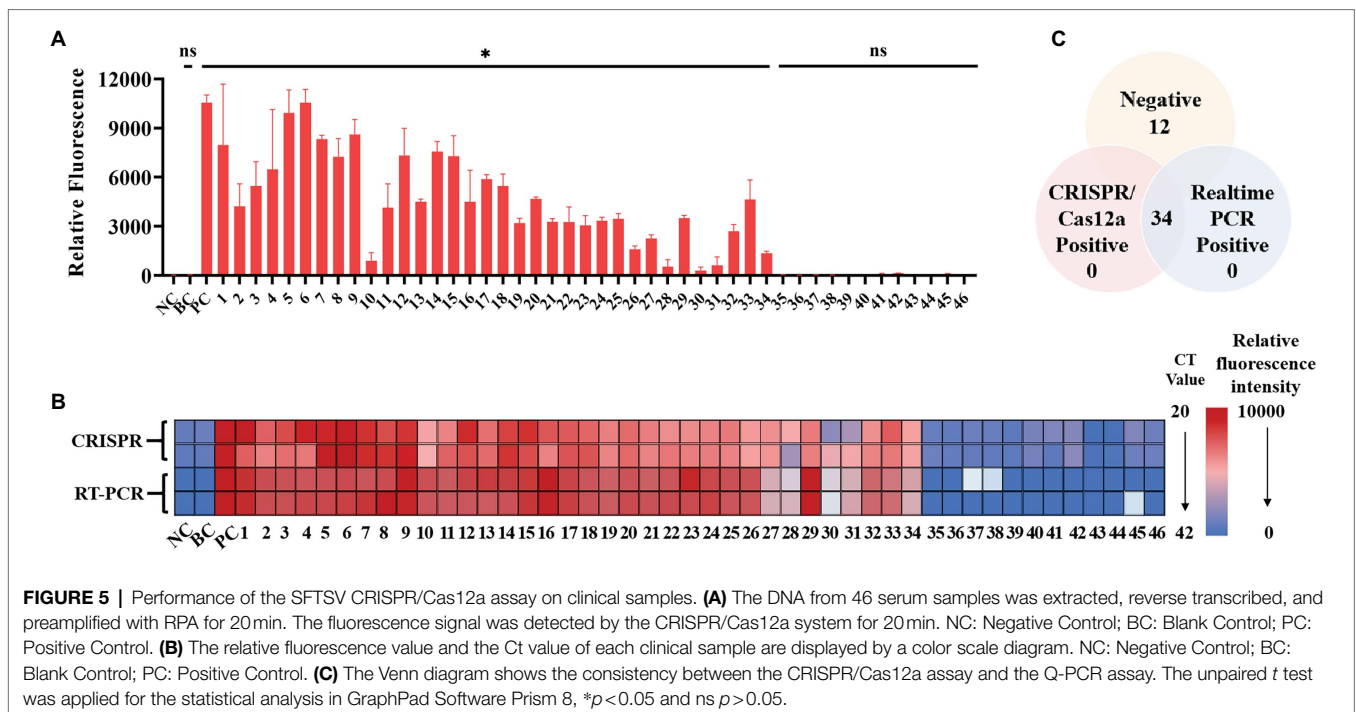 A
ns
*
ns
Relative Fluorescence
12000
9000
6000
3000
0
NC BC PC 1 2 3 4 5 6 7 8 9 10 11 12 13 14 15 16 17 18 19 20 21 22 23 24 25 26 27 28 29 30 31 32 33 34 35 36 37 38 39 40 41 42 43 44 45 46
C
Negative
12
CRISPR/
Cas12a
Positive
0
34
Realtime
PCR
Positive
0
B
CRISPR
RT-PCR
NC BC PC 1 2 3 4 5 6 7 8 9 10 11 12 13 14 15 16 17 18 19 20 21 22 23 24 25 26 27 28 29 30 31 32 33 34 35 36 37 38 39 40 41 42 43 44 45 46
CT
Value
20
42
Relative
fluorescence
intensity
10000
0
FIGURE 5 | Performance of the SFTSV CRISPR/Cas12a assay on clinical samples. (A) The DNA from 46 serum samples was extracted, reverse transcribed, and
preamplified with RPA for 20 min. The fluorescence signal was detected by the CRISPR/Cas12a system for 20 min. NC: Negative Control; BC: Blank Control; PC:
Positive Control. (B) The relative fluorescence value and the Ct value of each clinical sample are displayed by a color scale diagram. NC: Negative Control; BC:
Blank Control; PC: Positive Control. (C) The Venn diagram shows the consistency between the CRISPR/Cas12a assay and the Q-PCR assay. The unpaired t test
was applied for the statistical analysis in GraphPad Software Prism 8, *p < 0.05 and ns p > 0.05.